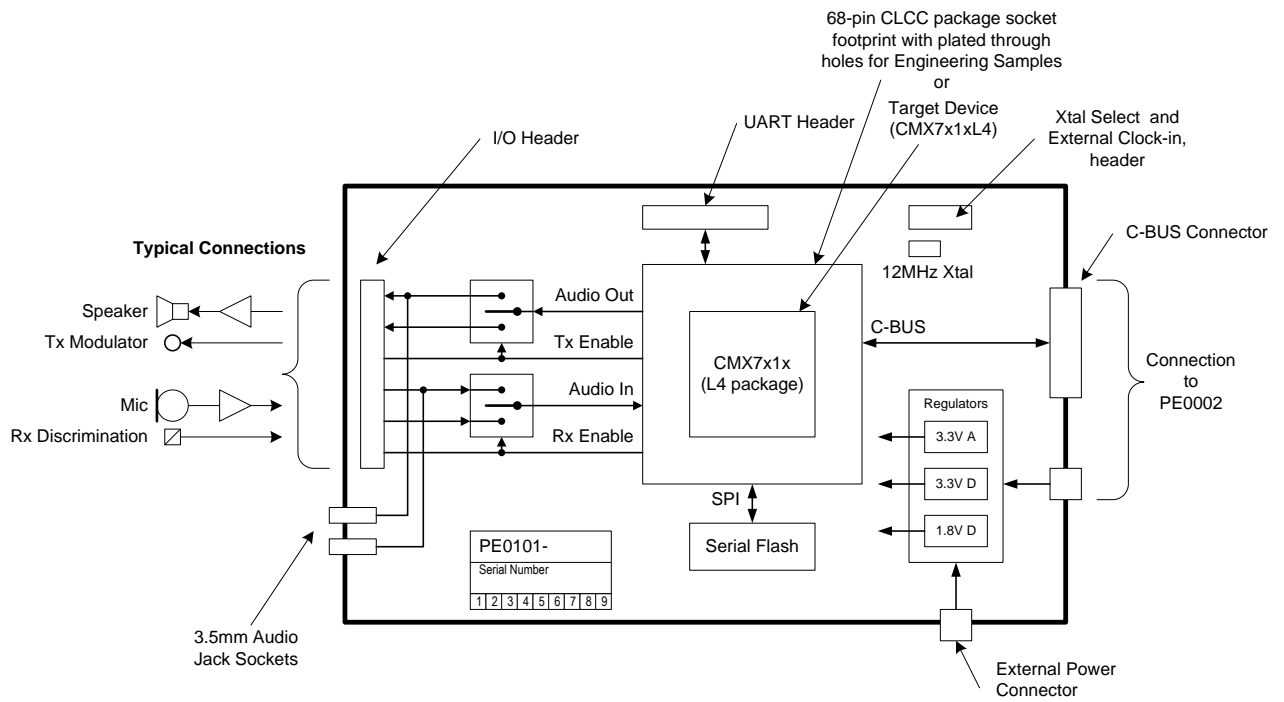 68-pin CLCC package socket
footprint with plated through
holes for Engineering Samples
or
Target Device
(CMX7x1xL4)
Xtal Select and
External Clock-in,
header
UART Header
I/O Header
C-BUS Connector
Typical Connections
12MHz Xtal
Speaker
Audio Out
C-BUS
Tx Modulator
Tx Enable
CMX7x1x
(L4 package)
Connection
to
PE0002
Mic
Audio In
Regulators
Rx Discrimination
Rx Enable
3.3V A
3.3V D
1.8V D
SPI
Serial Flash
PE0101-
Serial Number
1 2 3 4 5 6 7 8 9
3.5mm Audio
Jack Sockets
External Power
Connector